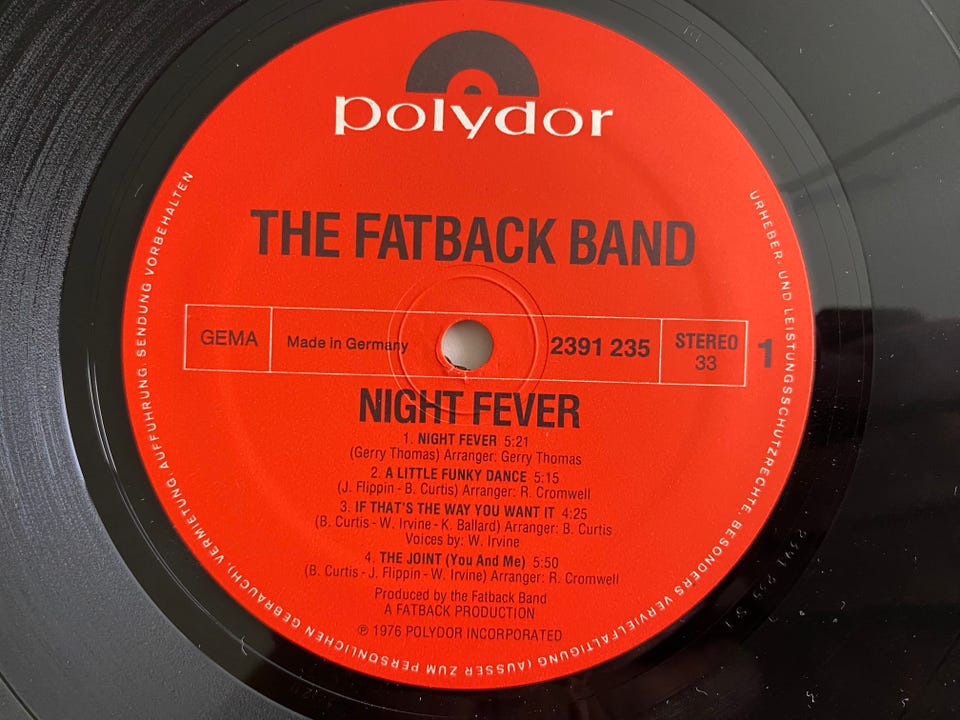 polydor
THE FATBACK BAND
GEMA
Made in Germany
2391 235
STEREO
33
1
NIGHT FEVER
1. NIGHT FEVER 5:21
(Gerry Thomas) Arranger: Gerry Thomas
2. A LITTLE FUNKY DANCE 5:15
(J. Flippin - B. Curtis) Arranger: R. Cromwell
3. IF THAT'S THE WAY YOU WANT IT 4:25
(B. Curtis - W. Irvine - K. Ballard) Arranger: B. Curtis
Voices by: W. Irvine
4. THE JOINT (You And Me) 5:50
(B. Curtis - J. Flippin - W. Irvine) Arranger: R. Cromwell
Produced by the Fatback Band
A FATBACK PRODUCTION
℗ 1976 POLYDOR INCORPORATED
URHEBER- UND LEISTUNGSSCHUTZRECHTE, BESONDERS VERVIELFÄLTIGUNG (AUSSER ZUM PERSÖNLICHEN GEBRAUCH), VERMIETUNG, AUFFÜHRUNG, SENDUNG VORBEHALTEN